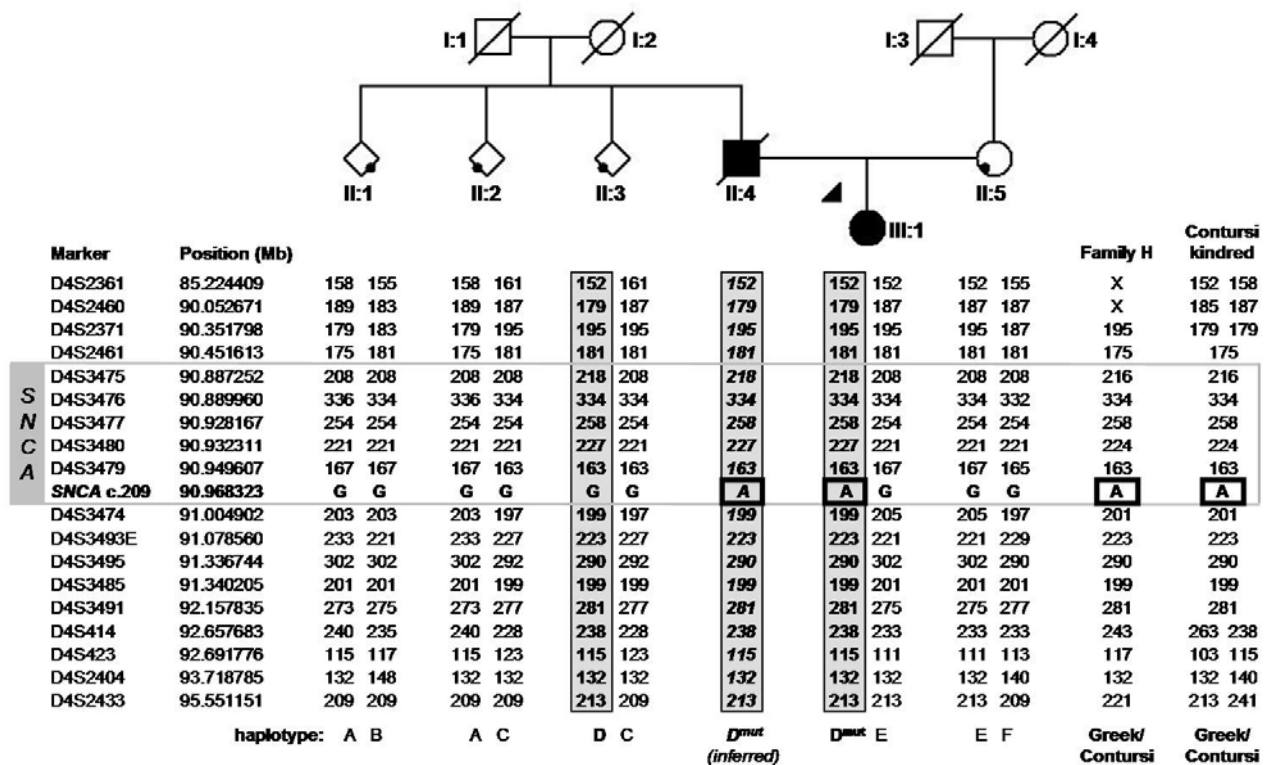 I:1 I:2 I:3 I:4
II:1 II:2 II:3 II:4 II:5
III:1
Marker Position (Mb) Family H Contursi kindred
D4S2361 85.224409 158 155 158 161 152 161 152 152 152 152 155 X 152 158
D4S2460 90.052671 189 183 189 187 179 187 179 179 187 187 187 X 185 187
D4S2371 90.351798 179 183 179 195 195 195 195 195 195 195 187 195 179 179
D4S2461 90.451613 175 181 175 181 181 181 181 181 181 181 181 175 175
SNCA
D4S3475 90.887252 208 208 208 208 218 208 218 218 208 208 208 216 216
D4S3476 90.889960 336 334 336 334 334 334 334 334 334 334 332 334 334
D4S3477 90.928167 254 254 254 254 258 254 258 258 254 254 254 258 258
D4S3480 90.932311 221 221 221 221 227 221 227 227 221 221 221 224 224
D4S3479 90.949607 167 167 167 163 163 163 163 163 167 167 165 163 163
SNCA c.209 90.968323 G G G G G G A A G G G A A
D4S3474 91.004902 203 203 203 197 199 197 199 199 205 205 197 201 201
D4S3493E 91.078560 233 221 233 227 223 227 223 223 221 221 229 223 223
D4S3495 91.336744 302 302 302 292 290 292 290 290 302 302 290 290 290
D4S3485 91.340205 201 201 201 199 199 199 199 199 201 201 201 199 199
D4S3491 92.157835 273 275 273 277 281 277 281 281 275 275 277 281 281
D4S414 92.657683 240 235 240 228 238 228 238 238 233 233 233 243 263 238
D4S423 92.691776 115 117 115 123 115 123 115 115 111 111 113 117 103 115
D4S2404 93.718785 132 148 132 132 132 132 132 132 132 132 140 132 132 140
D4S2433 95.551151 209 209 209 209 213 209 213 213 213 213 209 221 213 241
haplotype: A B A C D C Dmut Dmut E E F Greek/ Greek/
(inferred) Contursi Contursi